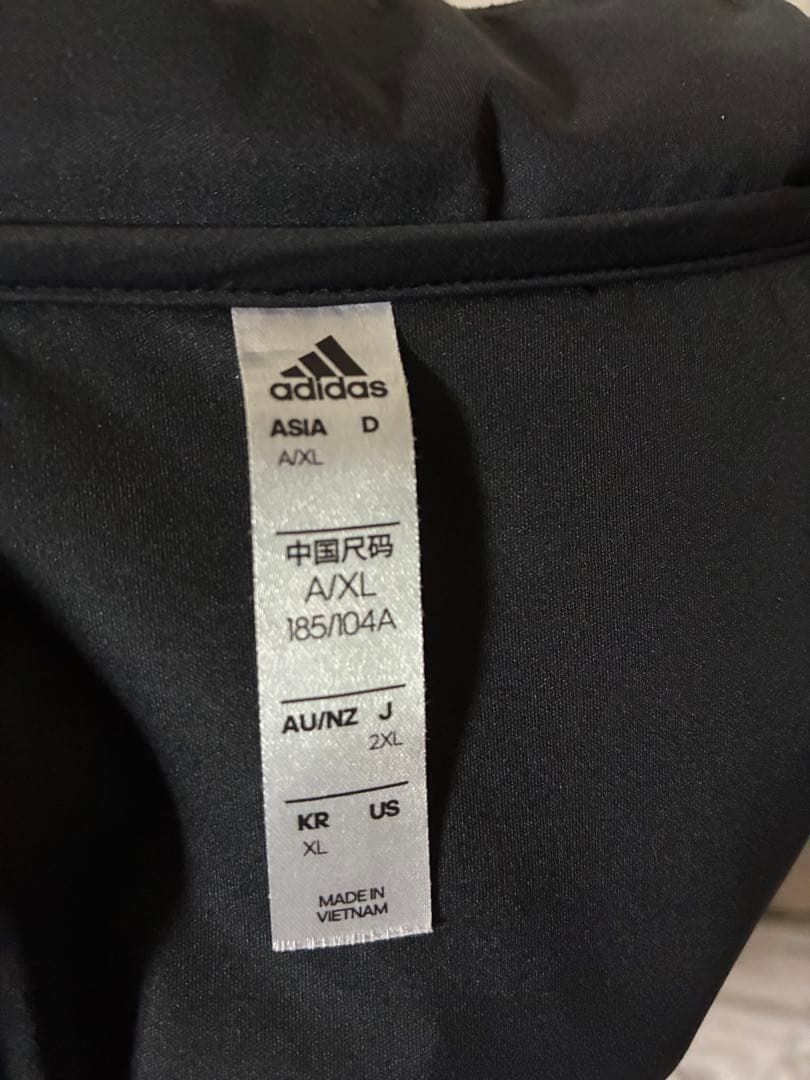 adidas
ASIA D
A/XL
中国尺码
A/XL
185/104A
AU/NZ J
2XL
KR US
XL
MADE IN
VIETNAM